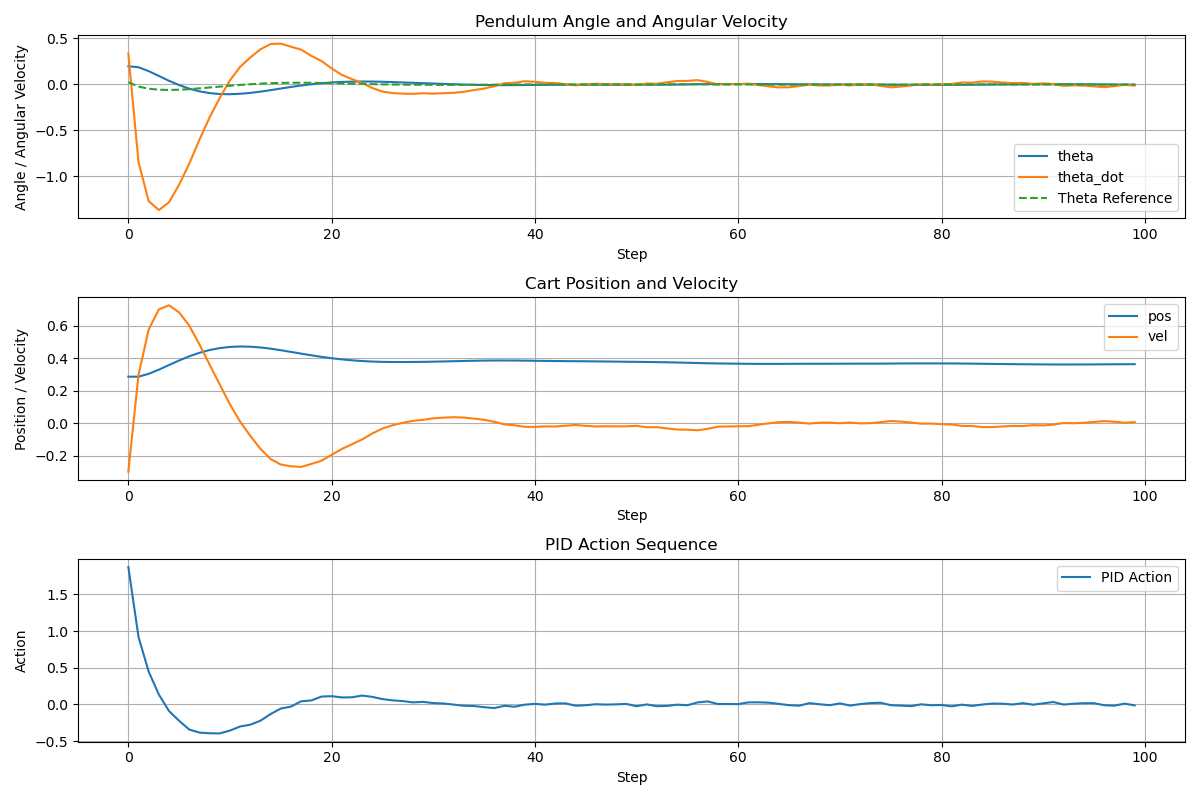 Pendulum Angle and Angular Velocity
Angle / Angular Velocity
0.5
0.0
−0.5
−1.0
theta
theta_dot
Theta Reference
0 20 40 60 80 100
Step
Cart Position and Velocity
Position / Velocity
0.6
0.4
0.2
0.0
−0.2
pos
vel
0 20 40 60 80 100
Step
PID Action Sequence
Action
1.5
1.0
0.5
0.0
−0.5
PID Action
0 20 40 60 80 100
Step